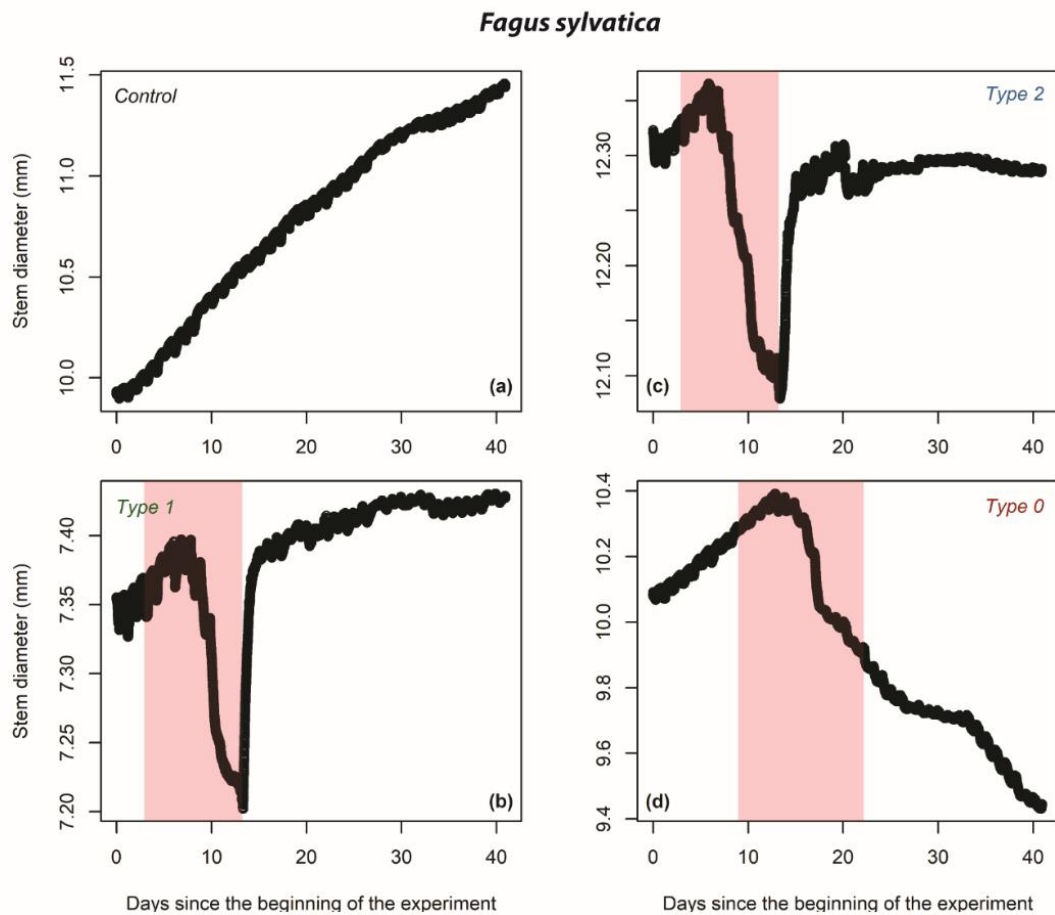 Fagus sylvatica
Stem diameter (mm)
10.0 10.5 11.0 11.5
Control
(a)
0 10 20 30 40
12.10 12.20 12.30
Type 2
(c)
0 10 20 30 40
Stem diameter (mm)
7.20 7.25 7.30 7.35 7.40
Type 1
(b)
0 10 20 30 40
Days since the beginning of the experiment
9.4 9.6 9.8 10.0 10.2 10.4
Type 0
(d)
0 10 20 30 40
Days since the beginning of the experiment